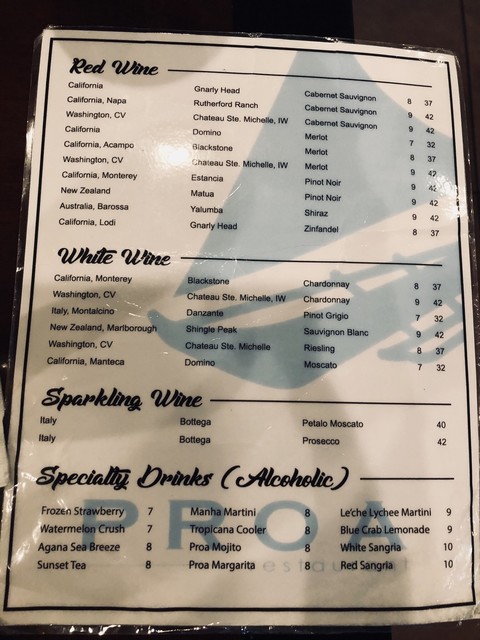 Red Wine
California Gnarly Head Cabernet Sauvignon 8 37
California, Napa Rutherford Ranch Cabernet Sauvignon 9 42
Washington, CV Chateau Ste. Michelle, IW Cabernet Sauvignon 9 42
California Domino Merlot 7 32
California, Acampo Blackstone Merlot 8 37
Washington, CV Chateau Ste. Michelle, IW Merlot 9 42
California, Monterey Estancia Pinot Noir 9 42
New Zealand Matua Pinot Noir 9 42
Australia, Barossa Yalumba Shiraz 9 42
California, Lodi Gnarly Head Zinfandel 8 37
White Wine
California, Monterey Blackstone Chardonnay 8 37
Washington, CV Chateau Ste. Michelle, IW Chardonnay 9 42
Italy, Montalcino Danzante Pinot Grigio 7 32
New Zealand, Marlborough Shingle Peak Sauvignon Blanc 9 42
Washington, CV Chateau Ste. Michelle Riesling 8 37
California, Manteca Domino Moscato 7 32
Sparkling Wine
Italy Bottega Petalo Moscato 40
Italy Bottega Prosecco 42
Specialty Drinks (Alcoholic)
Frozen Strawberry 7 Manha Martini 8 Le'che Lychee Martini 9
Watermelon Crush 7 Tropicana Cooler 8 Blue Crab Lemonade 9
Agana Sea Breeze 8 Proa Mojito 8 White Sangria 10
Sunset Tea 8 Proa Margarita 8 Red Sangria 10
PROA